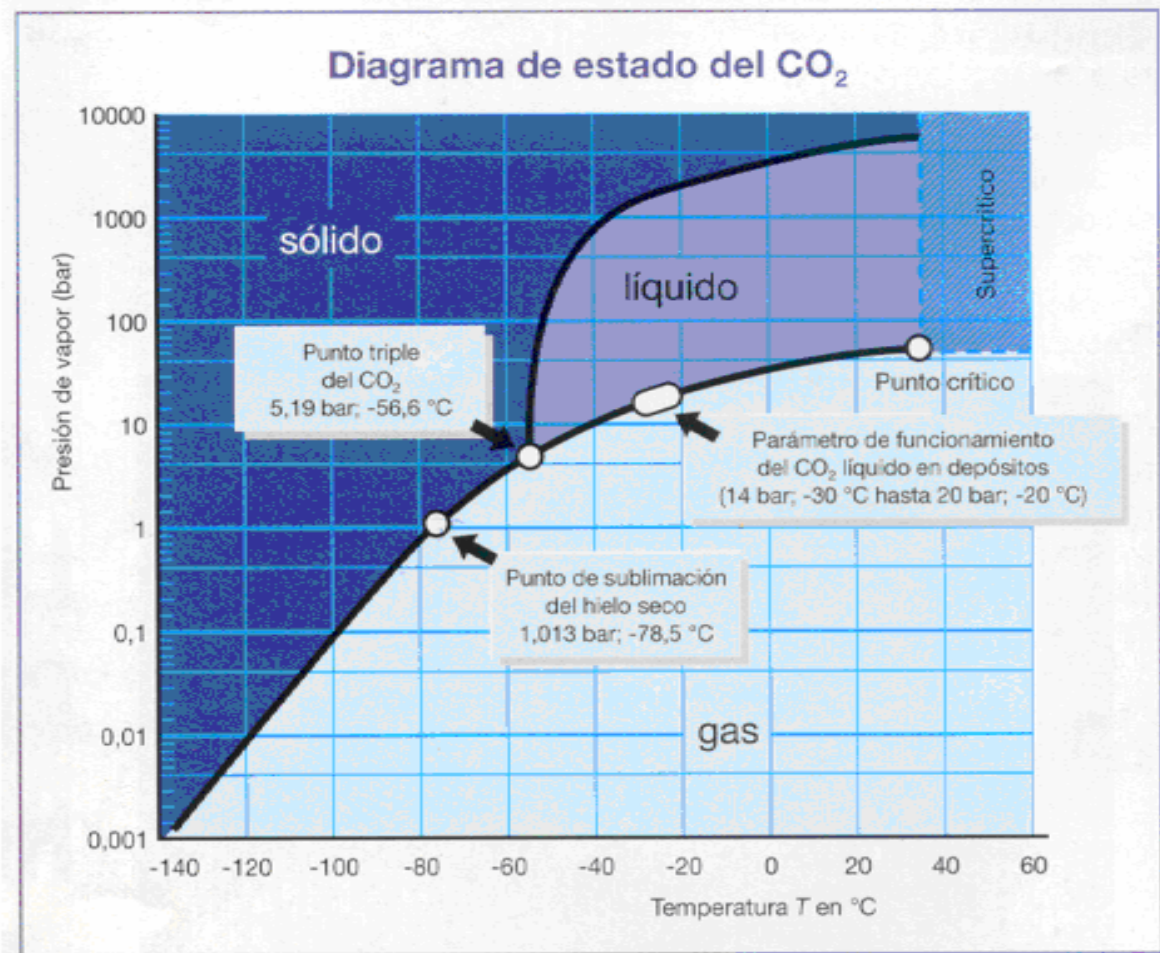 Diagrama de estado del CO₂
Presión de vapor (bar)
10000
1000
100
10
1
0,1
0,01
0,001
sólido
líquido
Supercrítico
Punto triple
del CO₂
5,19 bar; -56,6 °C
Punto crítico
Parámetro de funcionamiento
del CO₂ líquido en depósitos
(14 bar; -30 °C hasta 20 bar; -20 °C)
Punto de sublimación
del hielo seco
1,013 bar; -78,5 °C
gas
-140 -120 -100 -80 -60 -40 -20 0 20 40 60
Temperatura T en °C